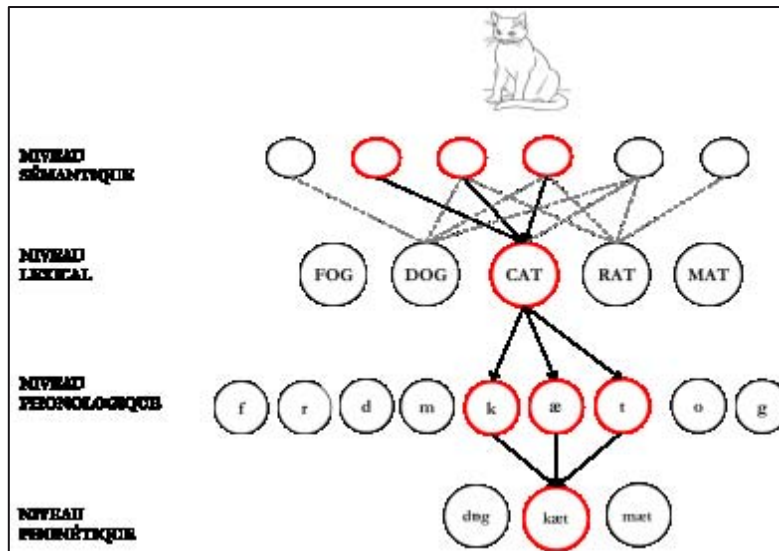 NIVEAU
SÉMANTIQUE
NIVEAU
LEXICAL
FOG DOG CAT RAT MAT
NIVEAU
PHONOLOGIQUE
f r d m k æ t o g
NIVEAU
PHONÉTIQUE
dɒg kæt mæt